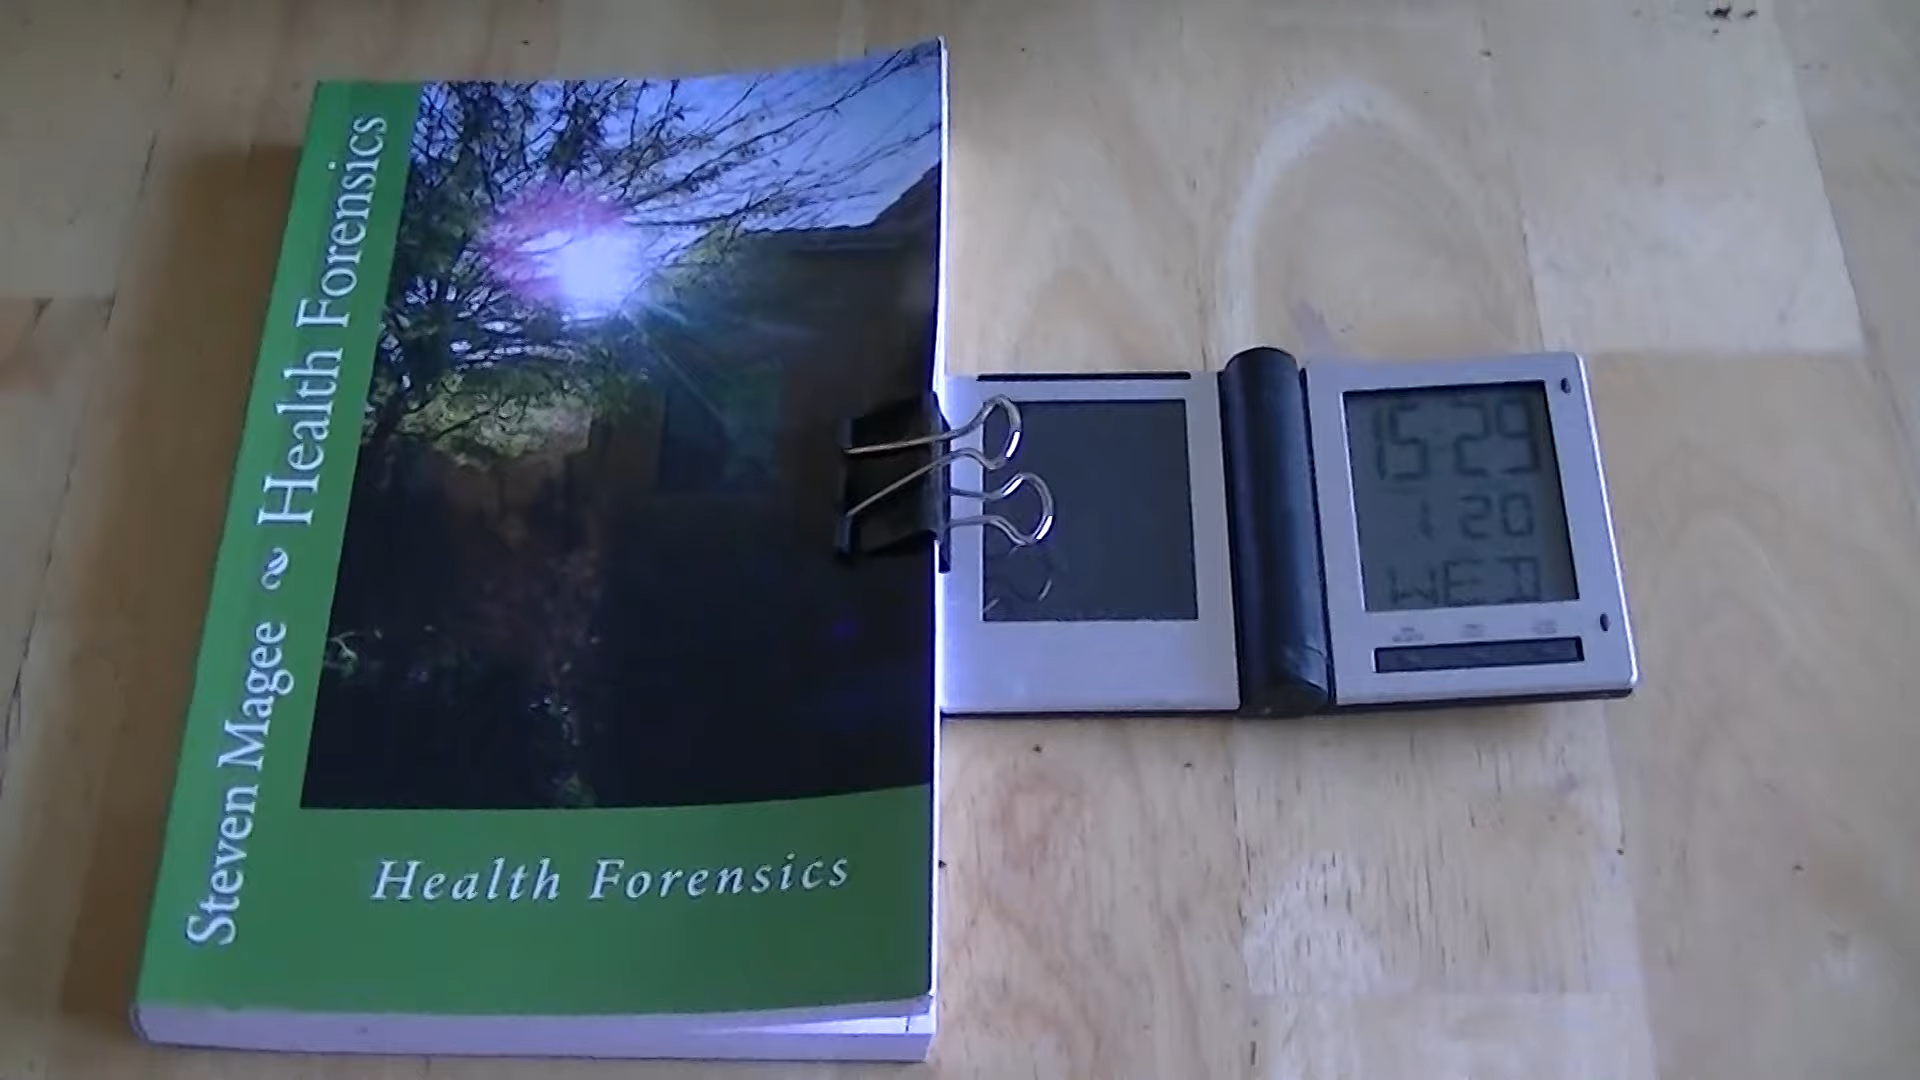 Steven Magee ~ Health Forensics
Health Forensics
15:29
1 20
WED